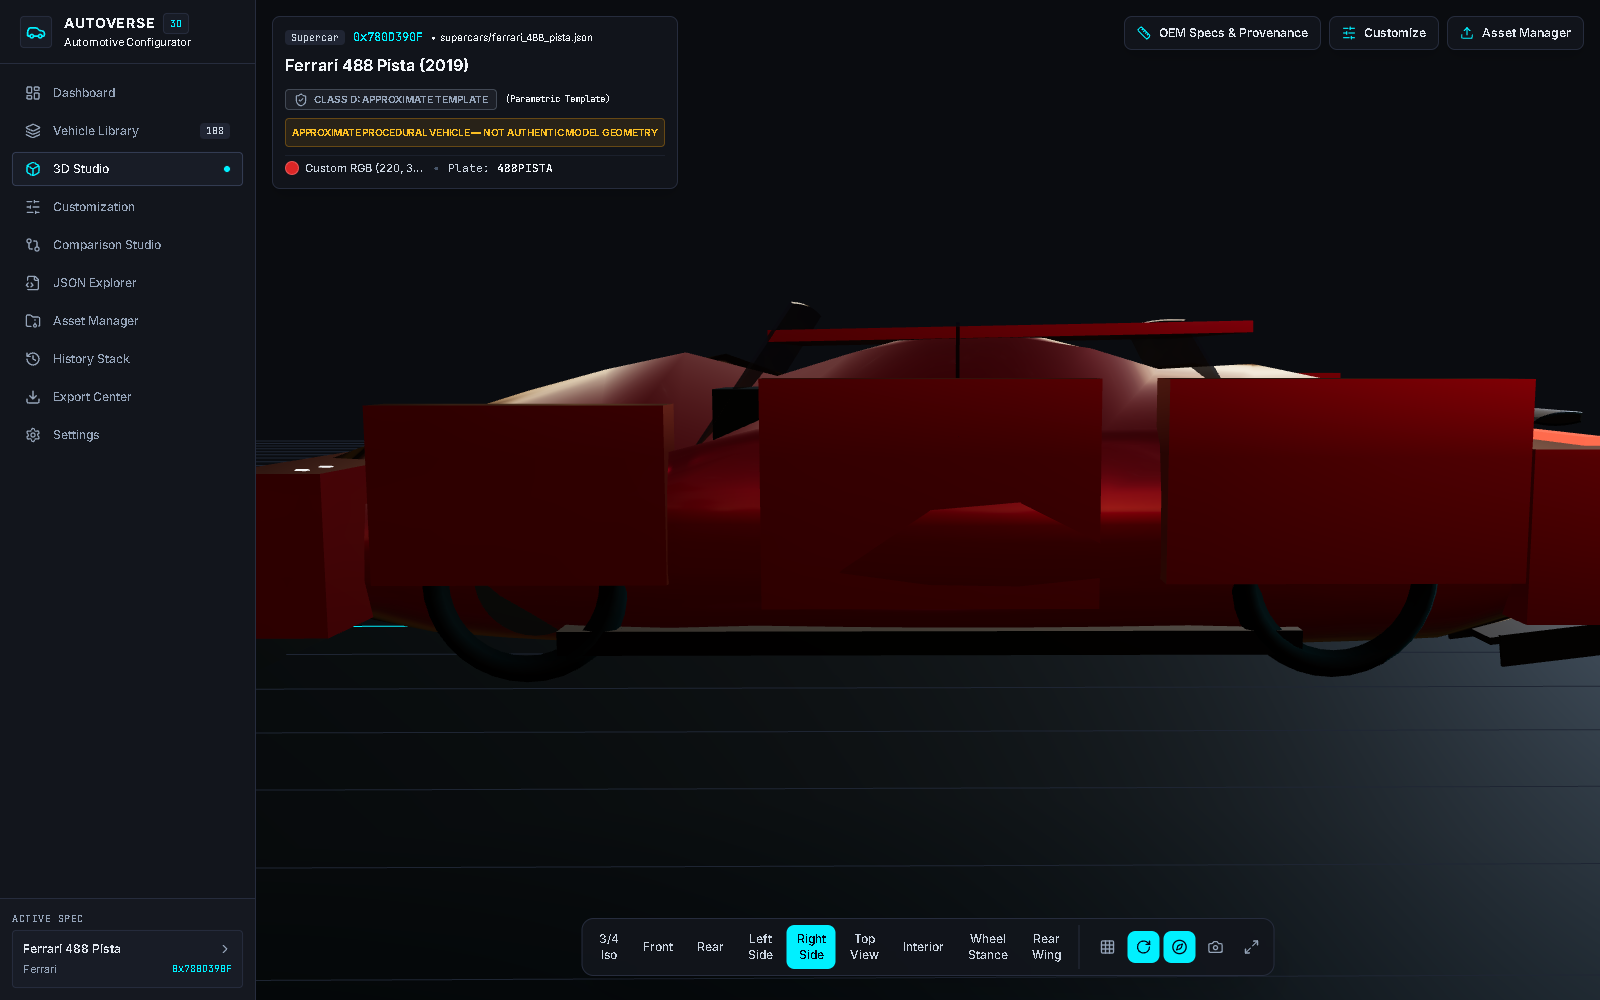 AUTOVERSE 3D
Automotive Configurator
Dashboard
Vehicle Library 188
3D Studio
Customization
Comparison Studio
JSON Explorer
Asset Manager
History Stack
Export Center
Settings
ACTIVE SPEC
Ferrari 488 Pista
Ferrari 0x780D390F
Supercar 0x780D390F • supercars/ferrari_488_pista.json
Ferrari 488 Pista (2019)
CLASS D: APPROXIMATE TEMPLATE (Parametric Template)
APPROXIMATE PROCEDURAL VEHICLE — NOT AUTHENTIC MODEL GEOMETRY
Custom RGB (220, 3... • Plate: 488PISTA
OEM Specs & Provenance
Customize
Asset Manager
3/4 Iso
Front
Rear
Left Side
Right Side
Top View
Interior
Wheel Stance
Rear Wing